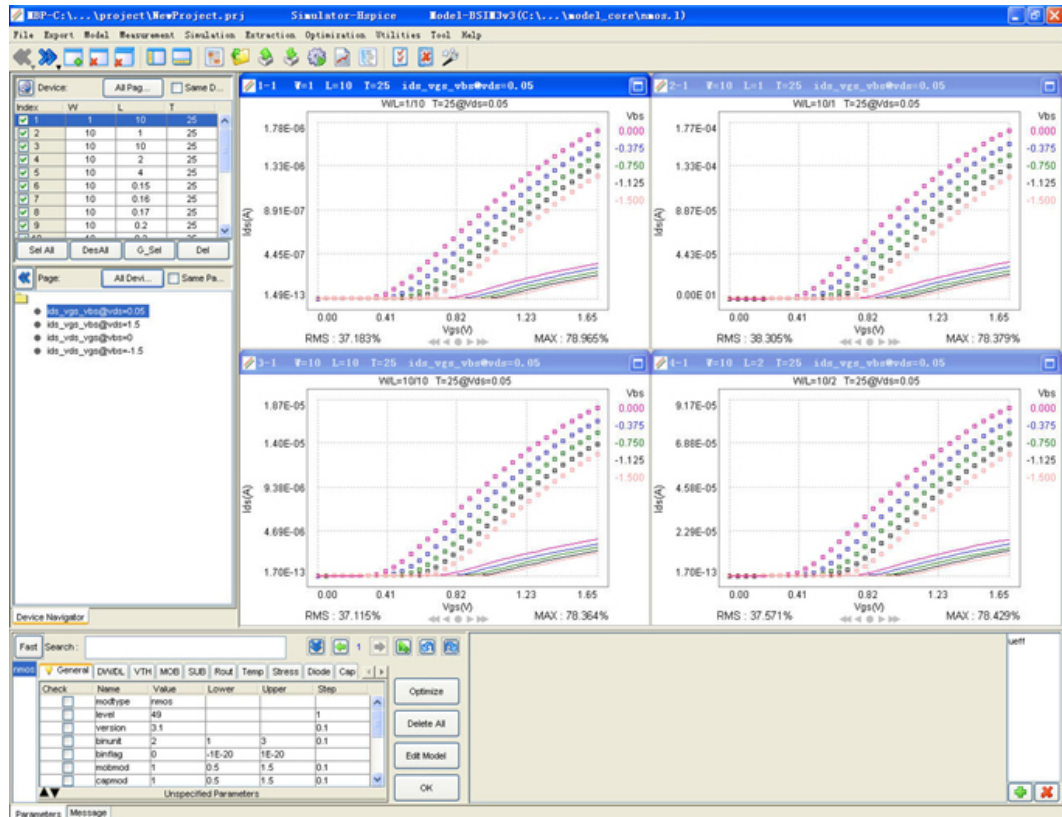 MBP-C:\...\project\NewProject.prj Simulator-Hspice Model-BSIM3v3(C:\...\model_core\nmos.l)
File Export Model Measurement Simulation Extraction Optimization Utilities Tool Help
Device: All Pag... Same D...
Index W L T
1 1 10 25
2 10 1 25
3 10 10 25
4 10 2 25
5 10 4 25
6 10 0.15 25
7 10 0.16 25
8 10 0.17 25
9 10 0.2 25
Sel All DesAll G_Sel Del
Page: All Devi... Same Pa...
ids_vgs_vbs@vds=0.05
ids_vgs_vbs@vds=1.5
ids_vds_vgs@vbs=0
ids_vds_vgs@vbs=-1.5
Device Navigator
1-1 W=1 L=10 T=25 ids_vgs_vbs@vds=0.05
W/L=1/10 T=25@Vds=0.05
Vbs
0.000
-0.375
-0.750
-1.125
-1.500
1.78E-06
1.33E-06
8.91E-07
4.45E-07
1.49E-13
Ids(A)
0.00 0.41 0.82 1.23 1.65
Vgs(V)
RMS : 37.183% MAX : 78.965%
2-1 W=10 L=1 T=25 ids_vgs_vbs@vds=0.05
W/L=10/1 T=25@Vds=0.05
Vbs
0.000
-0.375
-0.750
-1.125
-1.500
1.77E-04
1.33E-04
8.87E-05
4.43E-05
0.00E 01
Ids(A)
0.00 0.41 0.82 1.23 1.65
Vgs(V)
RMS : 38.305% MAX : 78.379%
3-1 W=10 L=10 T=25 ids_vgs_vbs@vds=0.05
W/L=10/10 T=25@Vds=0.05
Vbs
0.000
-0.375
-0.750
-1.125
-1.500
1.87E-05
1.40E-05
9.38E-06
4.69E-06
1.70E-13
Ids(A)
0.00 0.41 0.82 1.23 1.65
Vgs(V)
RMS : 37.115% MAX : 78.364%
4-1 W=10 L=2 T=25 ids_vgs_vbs@vds=0.05
W/L=10/2 T=25@Vds=0.05
Vbs
0.000
-0.375
-0.750
-1.125
-1.500
9.17E-05
6.88E-05
4.58E-05
2.29E-05
1.70E-13
Ids(A)
0.00 0.41 0.82 1.23 1.65
Vgs(V)
RMS : 37.571% MAX : 78.429%
Fast Search : 1
nmos General DW/DL VTH MOB SUB Rout Temp Stress Diode Cap
Check Name Value Lower Upper Step
modtype nmos
level 49 1
version 3.1 0.1
binunit 2 1 3 0.1
binflag 0 -1E-20 1E-20
mobmod 1 0.5 1.5 0.1
capmod 1 0.5 1.5 0.1
Unspecified Parameters
Optimize
Delete All
Edit Model
OK
ueff
Parameters Message